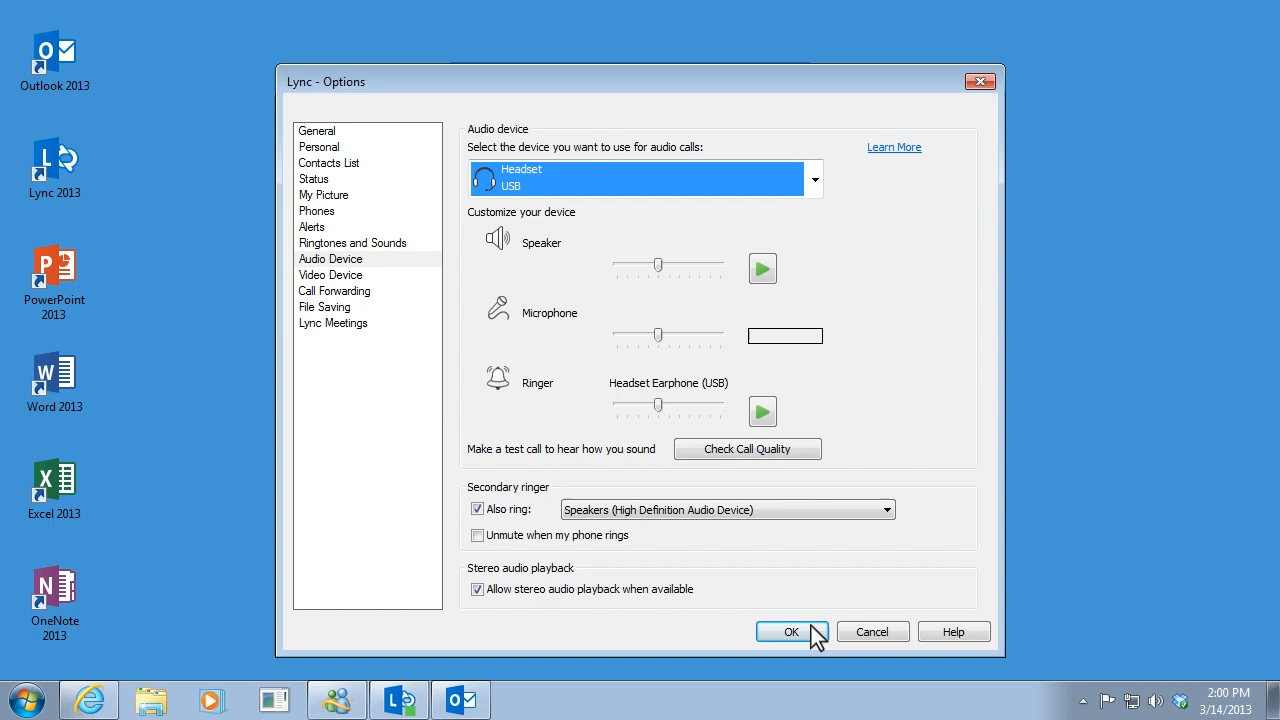 Outlook 2013
Lync 2013
PowerPoint
2013
Word 2013
Excel 2013
OneNote
2013
Lync - Options
General
Personal
Contacts List
Status
My Picture
Phones
Alerts
Ringtones and Sounds
Audio Device
Video Device
Call Forwarding
File Saving
Lync Meetings
Audio device
Select the device you want to use for audio calls:
Learn More
Headset
USB
Customize your device
Speaker
Microphone
Ringer
Headset Earphone (USB)
Make a test call to hear how you sound
Check Call Quality
Secondary ringer
Also ring:
Speakers (High Definition Audio Device)
Unmute when my phone rings
Stereo audio playback
Allow stereo audio playback when available
OK
Cancel
Help
2:00 PM
3/14/2013